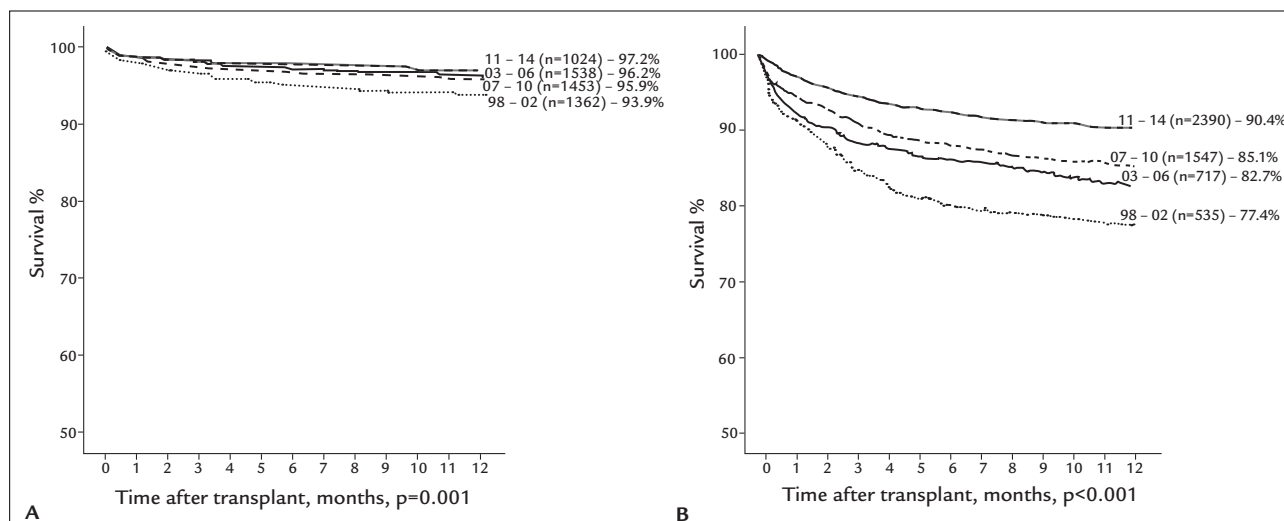 100
90
80
70
60
50
Survival %
11 – 14 (n=1024) – 97.2%
03 – 06 (n=1538) – 96.2%
07 – 10 (n=1453) – 95.9%
98 – 02 (n=1362) – 93.9%
0 1 2 3 4 5 6 7 8 9 10 11 12
Time after transplant, months, p=0.001
A
100
90
80
70
60
50
Survival %
11 – 14 (n=2390) – 90.4%
07 – 10 (n=1547) – 85.1%
03 – 06 (n=717) – 82.7%
98 – 02 (n=535) – 77.4%
0 1 2 3 4 5 6 7 8 9 10 11 12
Time after transplant, months, p<0.001
B